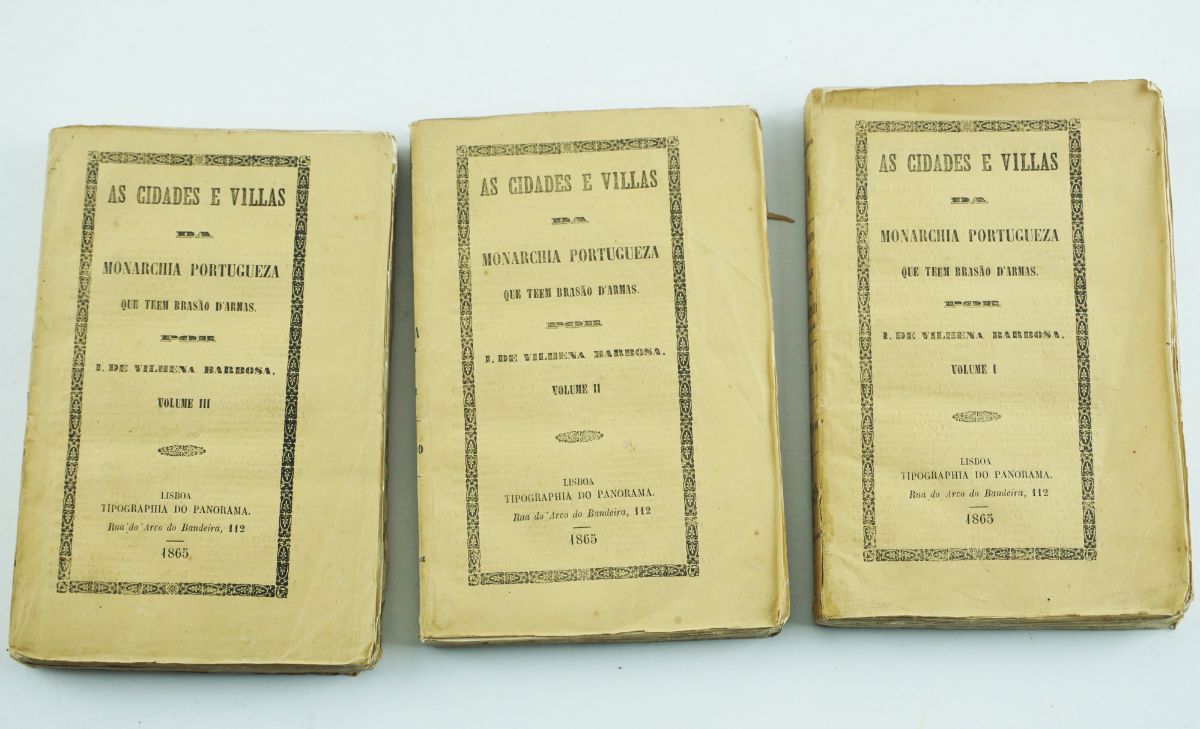 AS CIDADES E VILLAS
DA
MONARCHIA PORTUGUEZA
QUE TEEM BRASÃO D'ARMAS.
POR
I. DE VILHENA BARBOSA.
VOLUME III
LISBOA
TIPOGRAPHIA DO PANORAMA.
Rua do Arco do Bandeira, 112
1865
AS CIDADES E VILLAS
DA
MONARCHIA PORTUGUEZA
QUE TEEM BRASÃO D'ARMAS.
POR
I. DE VILHENA BARBOSA.
VOLUME II
LISBOA
TIPOGRAPHIA DO PANORAMA.
Rua do Arco do Bandeira, 112
1865
AS CIDADES E VILLAS
DA
MONARCHIA PORTUGUEZA
QUE TEEM BRASÃO D'ARMAS.
POR
I. DE VILHENA BARBOSA.
VOLUME I
LISBOA
TIPOGRAPHIA DO PANORAMA.
Rua do Arco do Bandeira, 112
1865